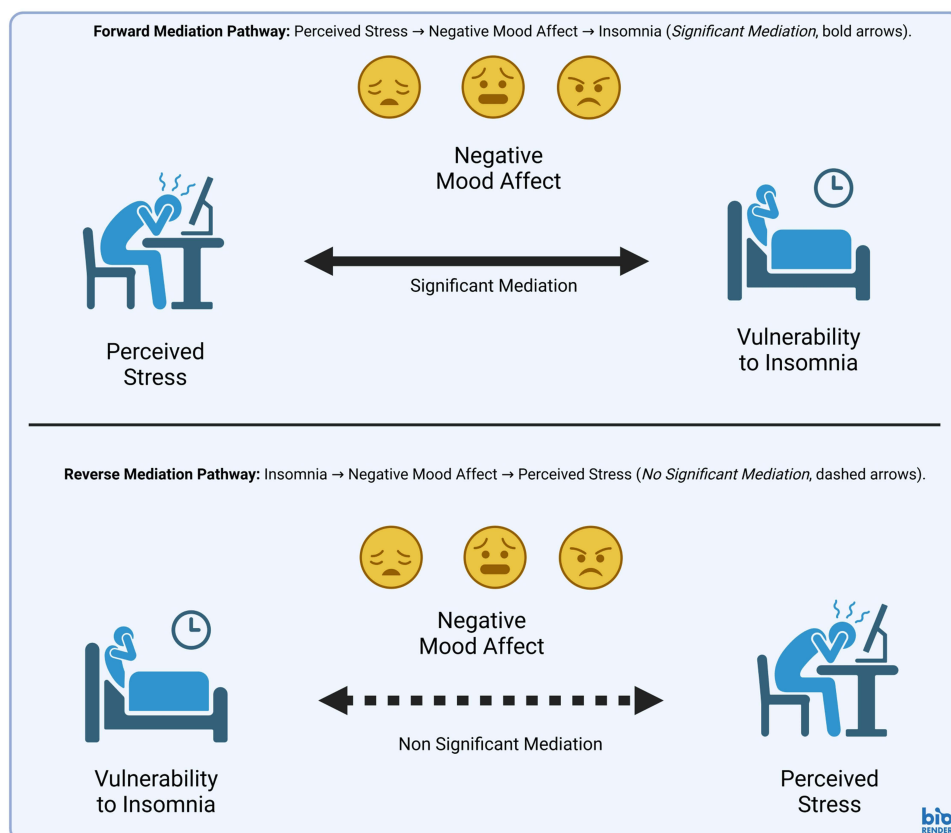 Forward Mediation Pathway: Perceived Stress → Negative Mood Affect → Insomnia (Significant Mediation, bold arrows).
Negative
Mood Affect
Significant Mediation
Perceived
Stress
Vulnerability
to Insomnia
Reverse Mediation Pathway: Insomnia → Negative Mood Affect → Perceived Stress (No Significant Mediation, dashed arrows).
Negative
Mood Affect
Non Significant Mediation
Vulnerability
to Insomnia
Perceived
Stress
bio
RENDER